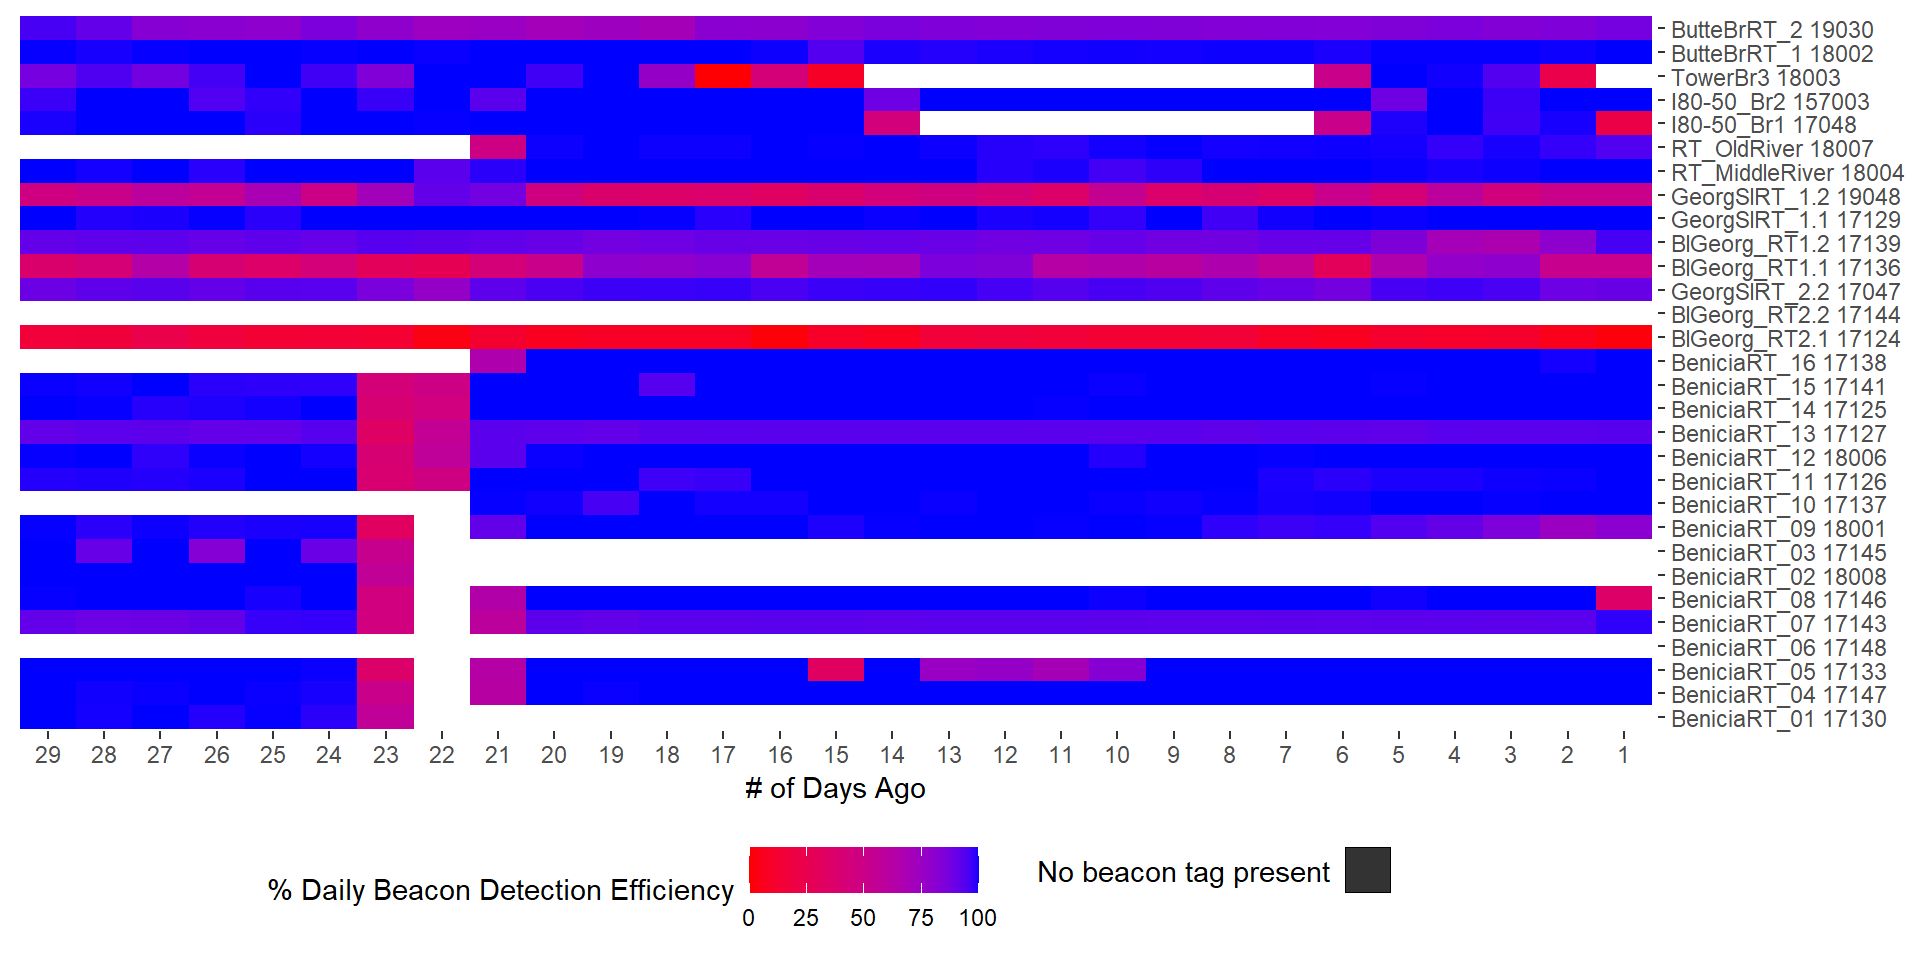 ButteBrRT_2 19030
ButteBrRT_1 18002
TowerBr3 18003
I80-50_Br2 157003
I80-50_Br1 17048
RT_OldRiver 18007
RT_MiddleRiver 18004
GeorgSlRT_1.2 19048
GeorgSlRT_1.1 17129
BlGeorg_RT1.2 17139
BlGeorg_RT1.1 17136
GeorgSlRT_2.2 17047
BlGeorg_RT2.2 17144
BlGeorg_RT2.1 17124
BeniciaRT_16 17138
BeniciaRT_15 17141
BeniciaRT_14 17125
BeniciaRT_13 17127
BeniciaRT_12 18006
BeniciaRT_11 17126
BeniciaRT_10 17137
BeniciaRT_09 18001
BeniciaRT_03 17145
BeniciaRT_02 18008
BeniciaRT_08 17146
BeniciaRT_07 17143
BeniciaRT_06 17148
BeniciaRT_05 17133
BeniciaRT_04 17147
BeniciaRT_01 17130
29 28 27 26 25 24 23 22 21 20 19 18 17 16 15 14 13 12 11 10 9 8 7 6 5 4 3 2 1
# of Days Ago
% Daily Beacon Detection Efficiency
0 25 50 75 100
No beacon tag present